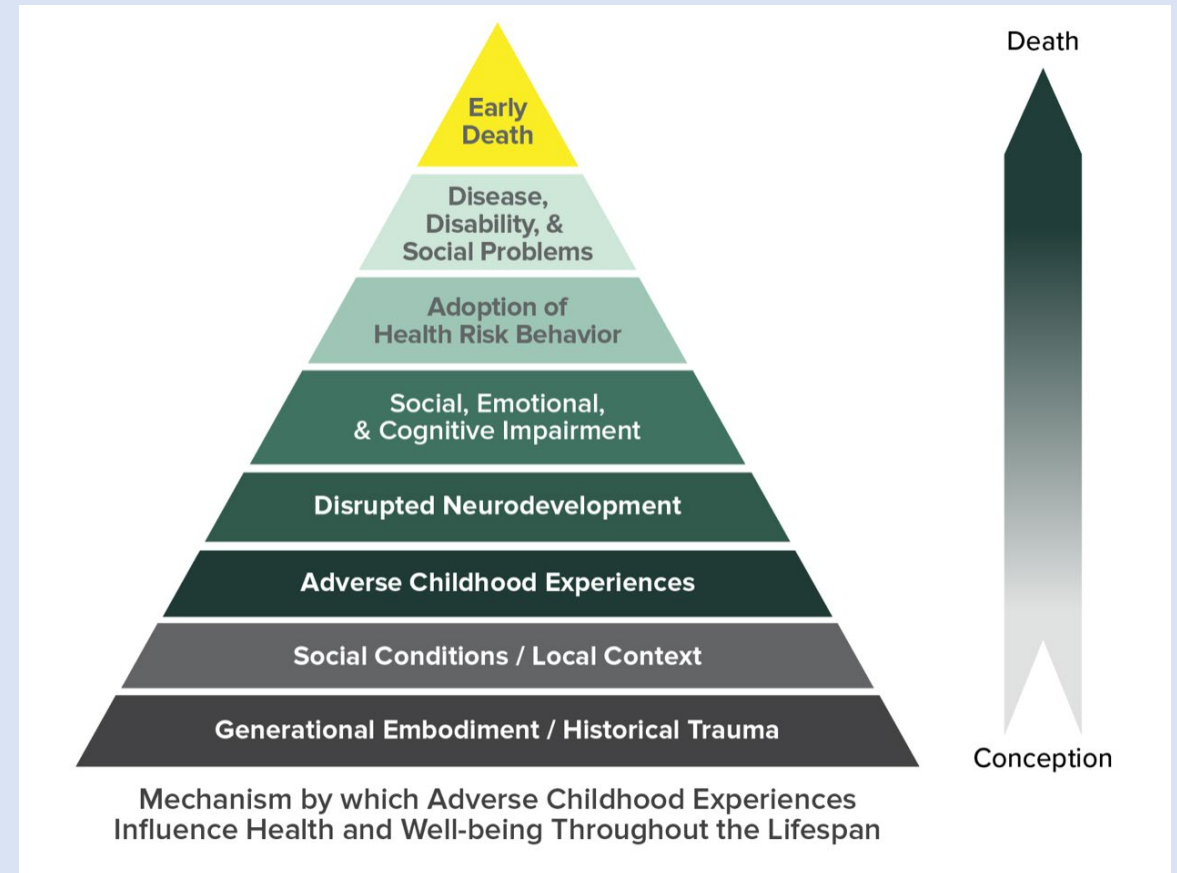 Death
Early
Death
Disease,
Disability, &
Social Problems
Adoption of
Health Risk Behavior
Social, Emotional,
& Cognitive Impairment
Disrupted Neurodevelopment
Adverse Childhood Experiences
Social Conditions / Local Context
Generational Embodiment / Historical Trauma
Conception
Mechanism by which Adverse Childhood Experiences
Influence Health and Well-being Throughout the Lifespan